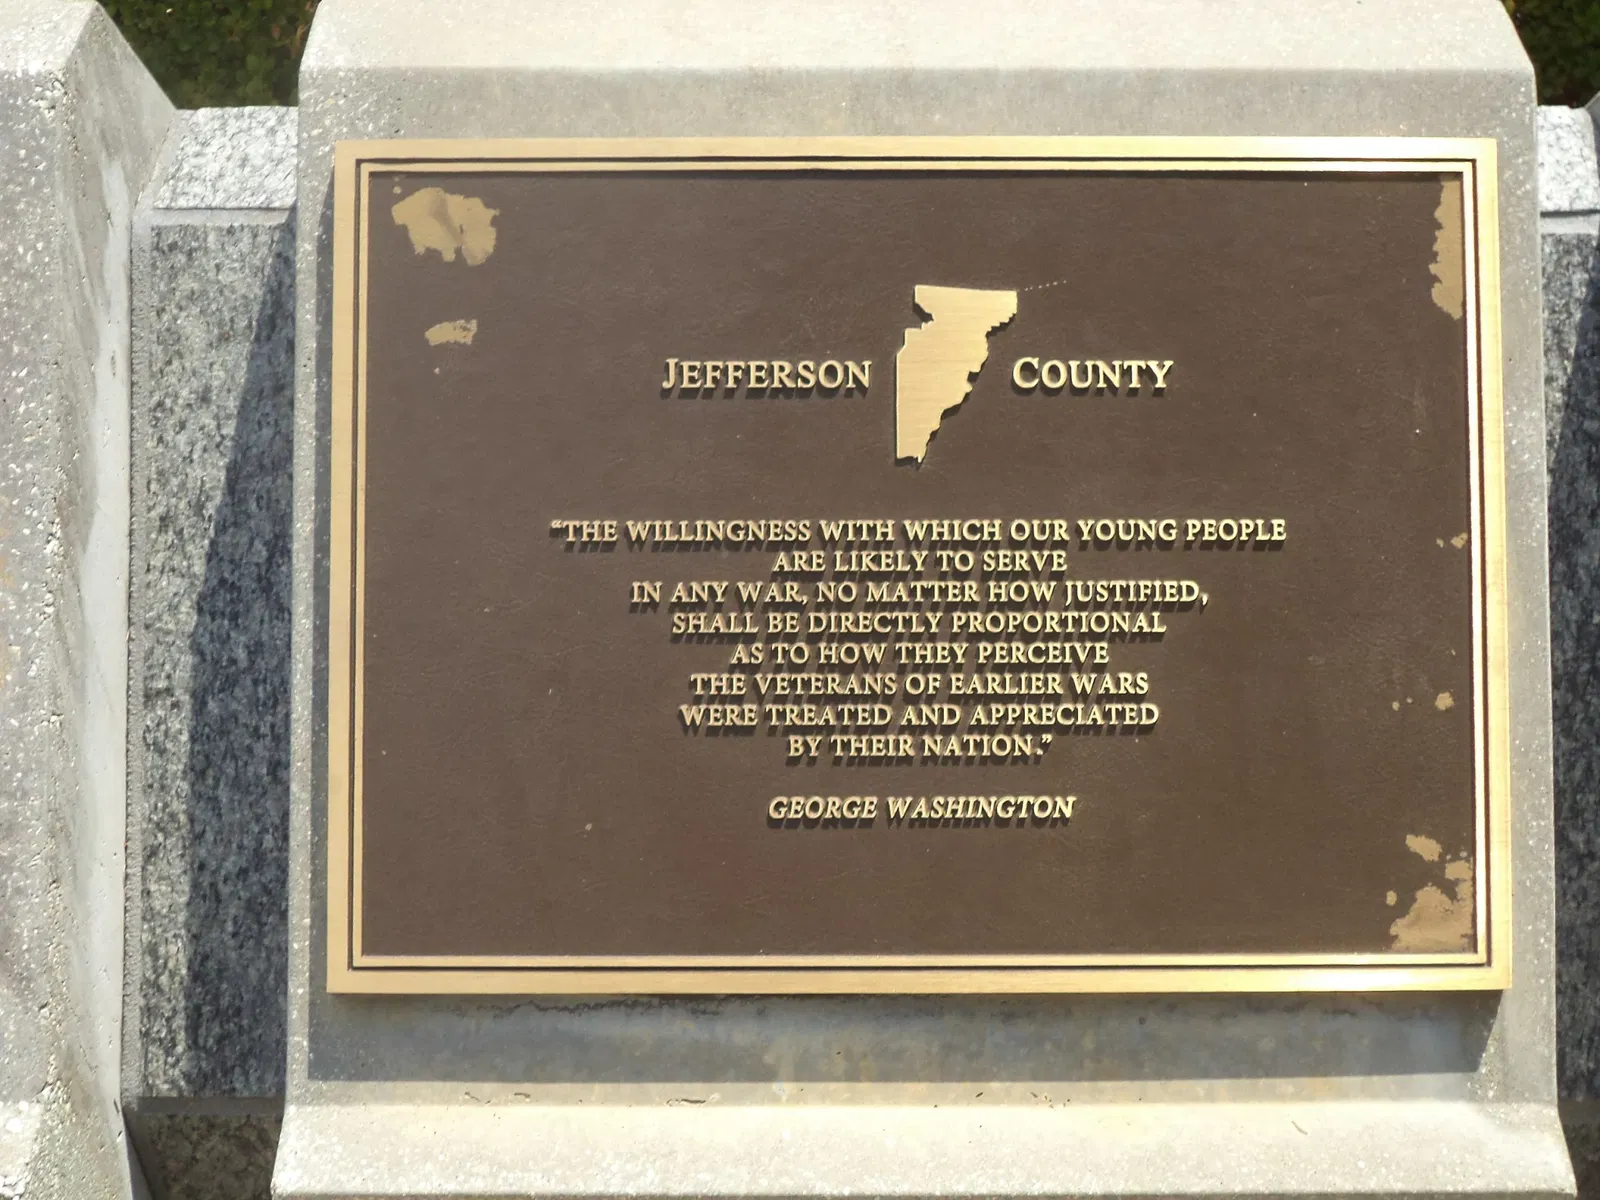 JEFFERSON COUNTY
“THE WILLINGNESS WITH WHICH OUR YOUNG PEOPLE
ARE LIKELY TO SERVE
IN ANY WAR, NO MATTER HOW JUSTIFIED,
SHALL BE DIRECTLY PROPORTIONAL
AS TO HOW THEY PERCEIVE
THE VETERANS OF EARLIER WARS
WERE TREATED AND APPRECIATED
BY THEIR NATION.”
GEORGE WASHINGTON